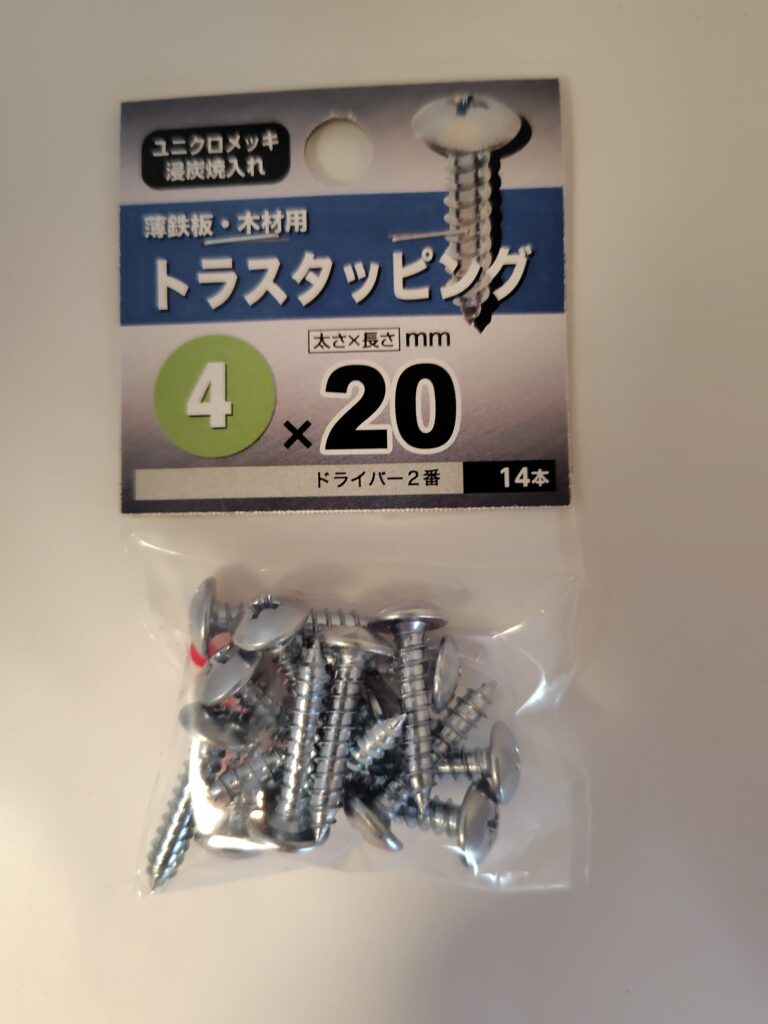 ユニクロメッキ
浸炭焼入れ
薄鉄板・木材用
トラスタッピング
太さ×長さ mm
4×20
ドライバー2番 14本